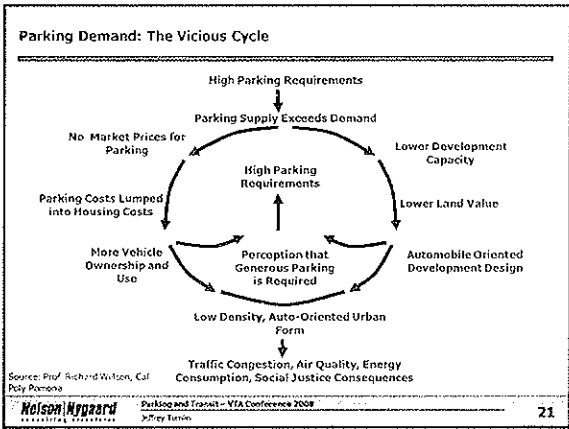 Parking Demand: The Vicious Cycle
High Parking Requirements
Parking Supply Exceeds Demand
No Market Prices for
Parking
Lower Development
Capacity
High Parking
Requirements
Parking Costs Lumped
into Housing Costs
Lower Land Value
More Vehicle
Ownership and
Use
Perception that
Generous Parking
is Required
Automobile Oriented
Development Design
Low Density, Auto-Oriented Urban
Form
Traffic Congestion, Air Quality, Energy
Consumption, Social Justice Consequences
Source: Prof. Richard Willson, Cal
Poly Pomona
Nelson|Nygaard
consulting associates
Parking and Transit – VTA Conference 2008
Jeffrey Tumlin
21